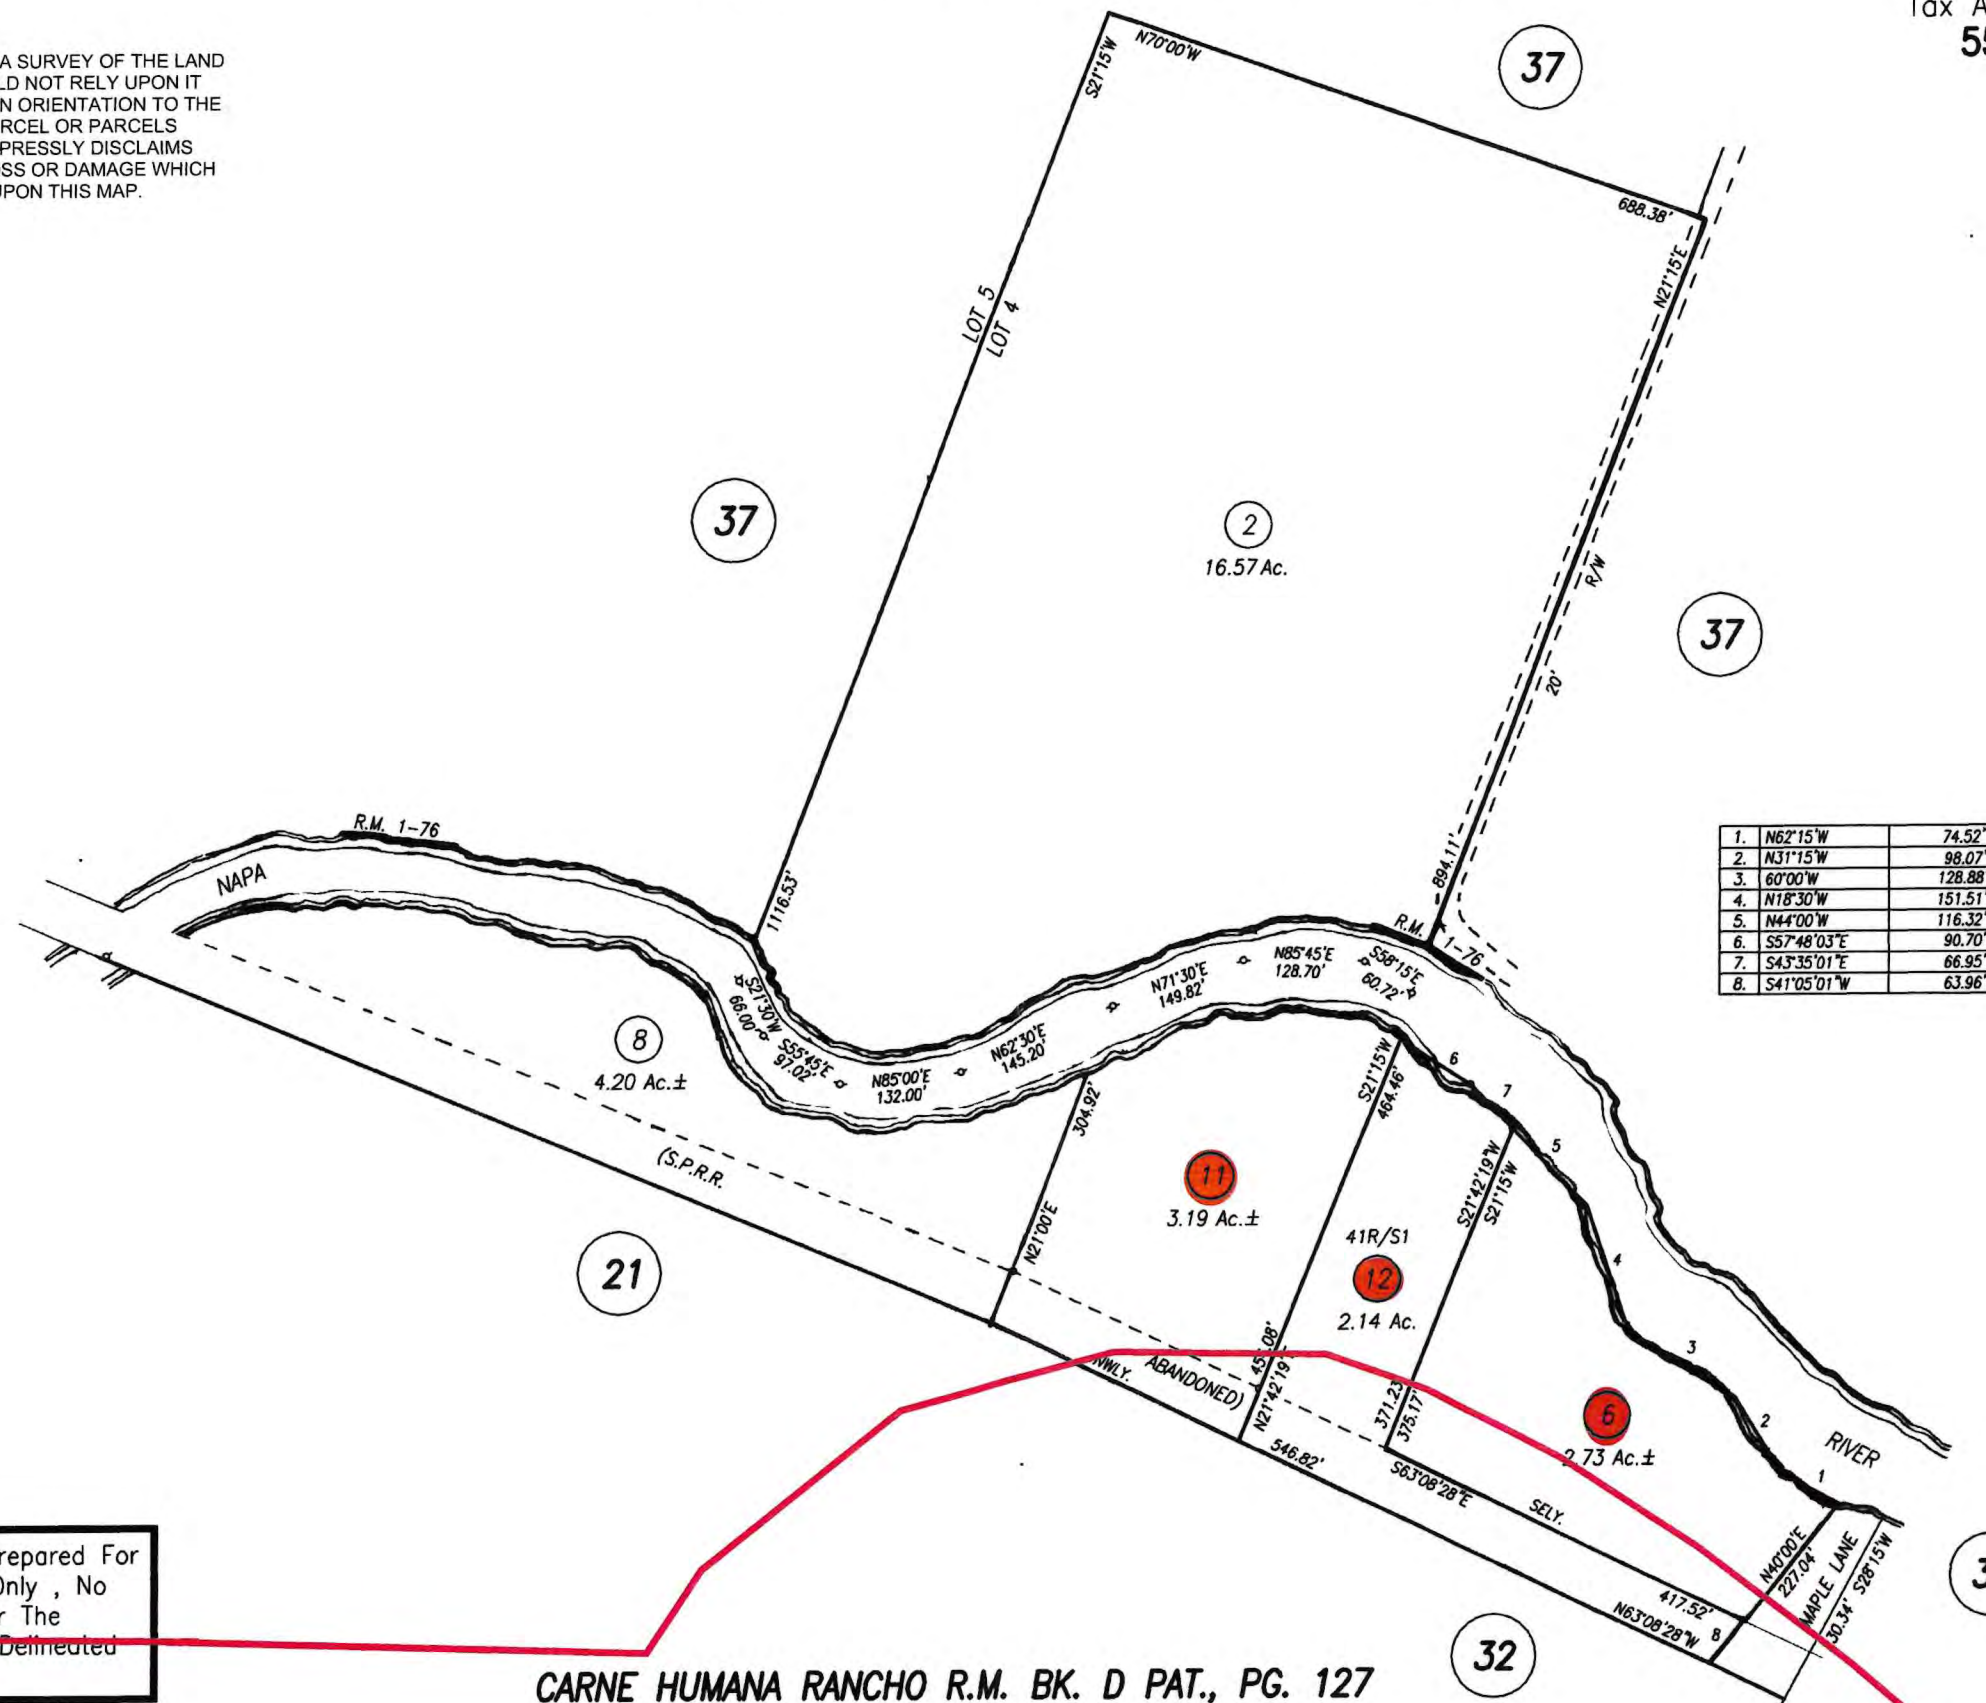 Tax A
55
A SURVEY OF THE LAND
LD NOT RELY UPON IT
N ORIENTATION TO THE
RCEL OR PARCELS
PRESSLY DISCLAIMS
SS OR DAMAGE WHICH
UPON THIS MAP.
S21°15'W
N70°00'W
37
688.38'
N21°15'E
LOT 5
LOT 4
37
2
16.57 Ac.
R/W
37
20'
894.11'
1116.53'
R.M. 1-76
NAPA
R.M. 1-76
1. N62°15'W 74.52'
2. N31°15'W 98.07'
3. 60°00'W 128.88'
4. N18°30'W 151.51'
5. N44°00'W 116.32'
6. S57°48'03"E 90.70'
7. S43°35'01"E 66.95'
8. S41°05'01"W 63.96'
S21°30'W
66.00'
S55°45'E
97.02'
N85°00'E
132.00'
N62°30'E
145.20'
N71°30'E
149.82'
N85°45'E
128.70'
S58°15'E
60.72'
8
4.20 Ac.±
(S.P.R.R.
304.92'
N21°00'E
11
3.19 Ac.±
S21°15'W
464.46'
6
7
5
4
3
2
1
S21°42'19"W
S21°15'W
41R/S1
12
2.14 Ac.
21
NWLY.
ABANDONED)
N21°42'19"
371.23'
375.17'
6
2.73 Ac.±
RIVER
546.82'
S63°08'28"E
SELY.
N40°00'E
227.04'
MAPLE LANE
30.34' S28°15'W
417.52'
N63°08'28"W
8
32
3
repared For
Only , No
r The
Delineated
CARNE HUMANA RANCHO R.M. BK. D PAT., PG. 127